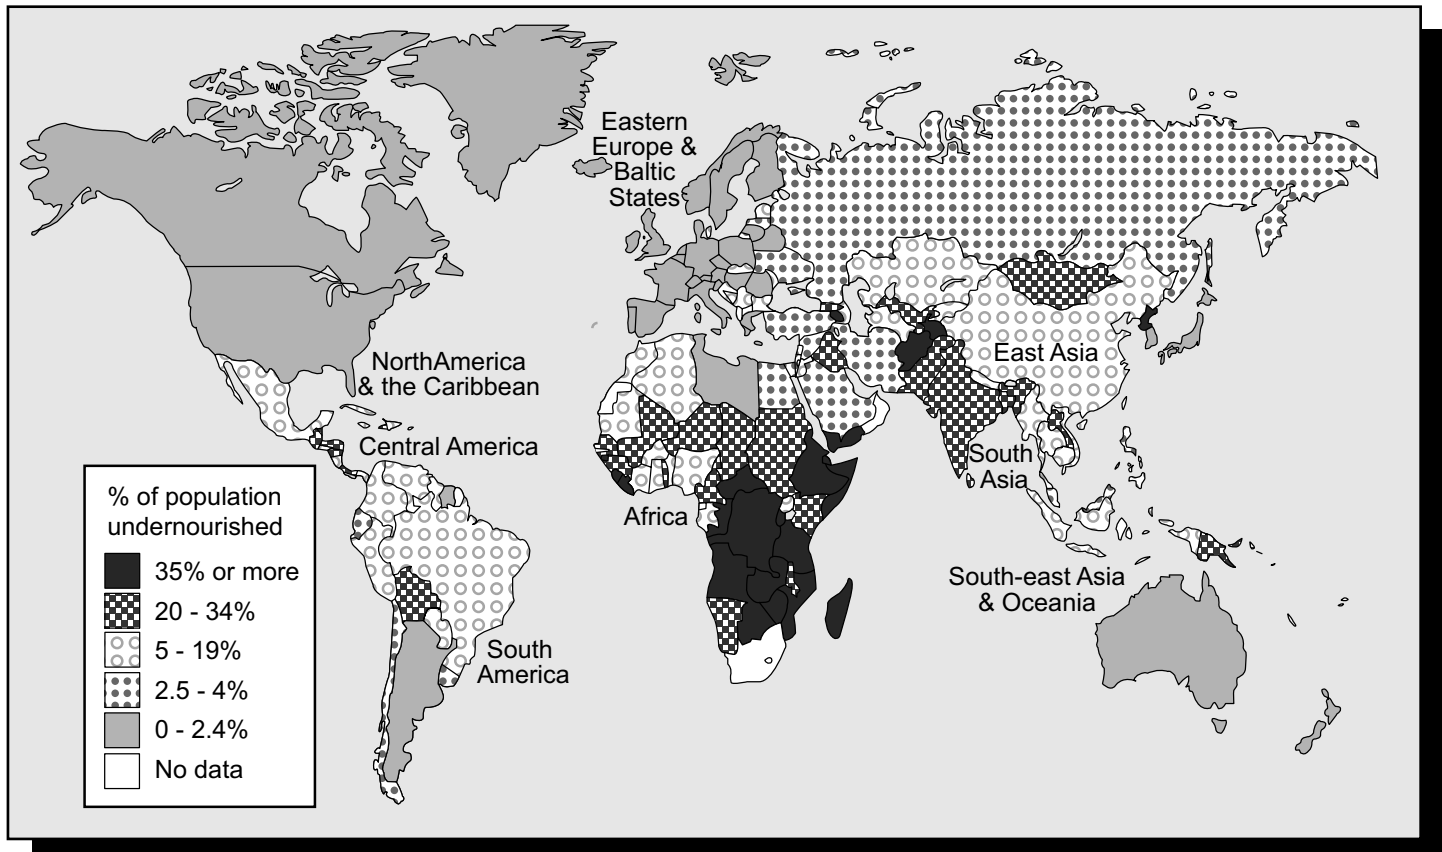 Eastern
Europe &
Baltic
States
NorthAmerica
& the Caribbean
East Asia
Central America
South
Asia
% of population
undernourished
35% or more
20 - 34%
5 - 19%
2.5 - 4%
0 - 2.4%
No data
Africa
South-east Asia
& Oceania
South
America